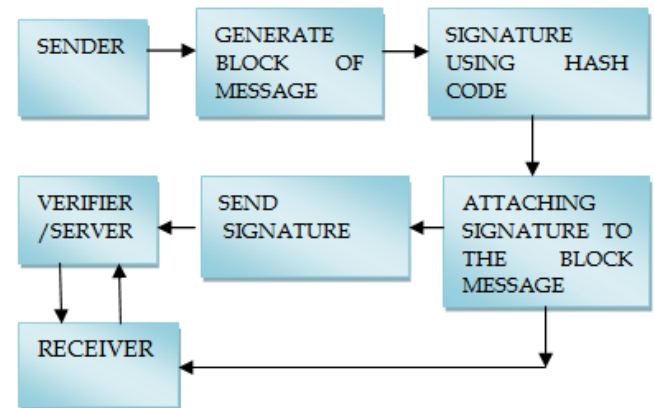 SENDER
GENERATE
BLOCK OF
MESSAGE
SIGNATURE
USING HASH
CODE
ATTACHING
SIGNATURE TO
THE BLOCK
MESSAGE
SEND
SIGNATURE
VERIFIER
/SERVER
RECEIVER